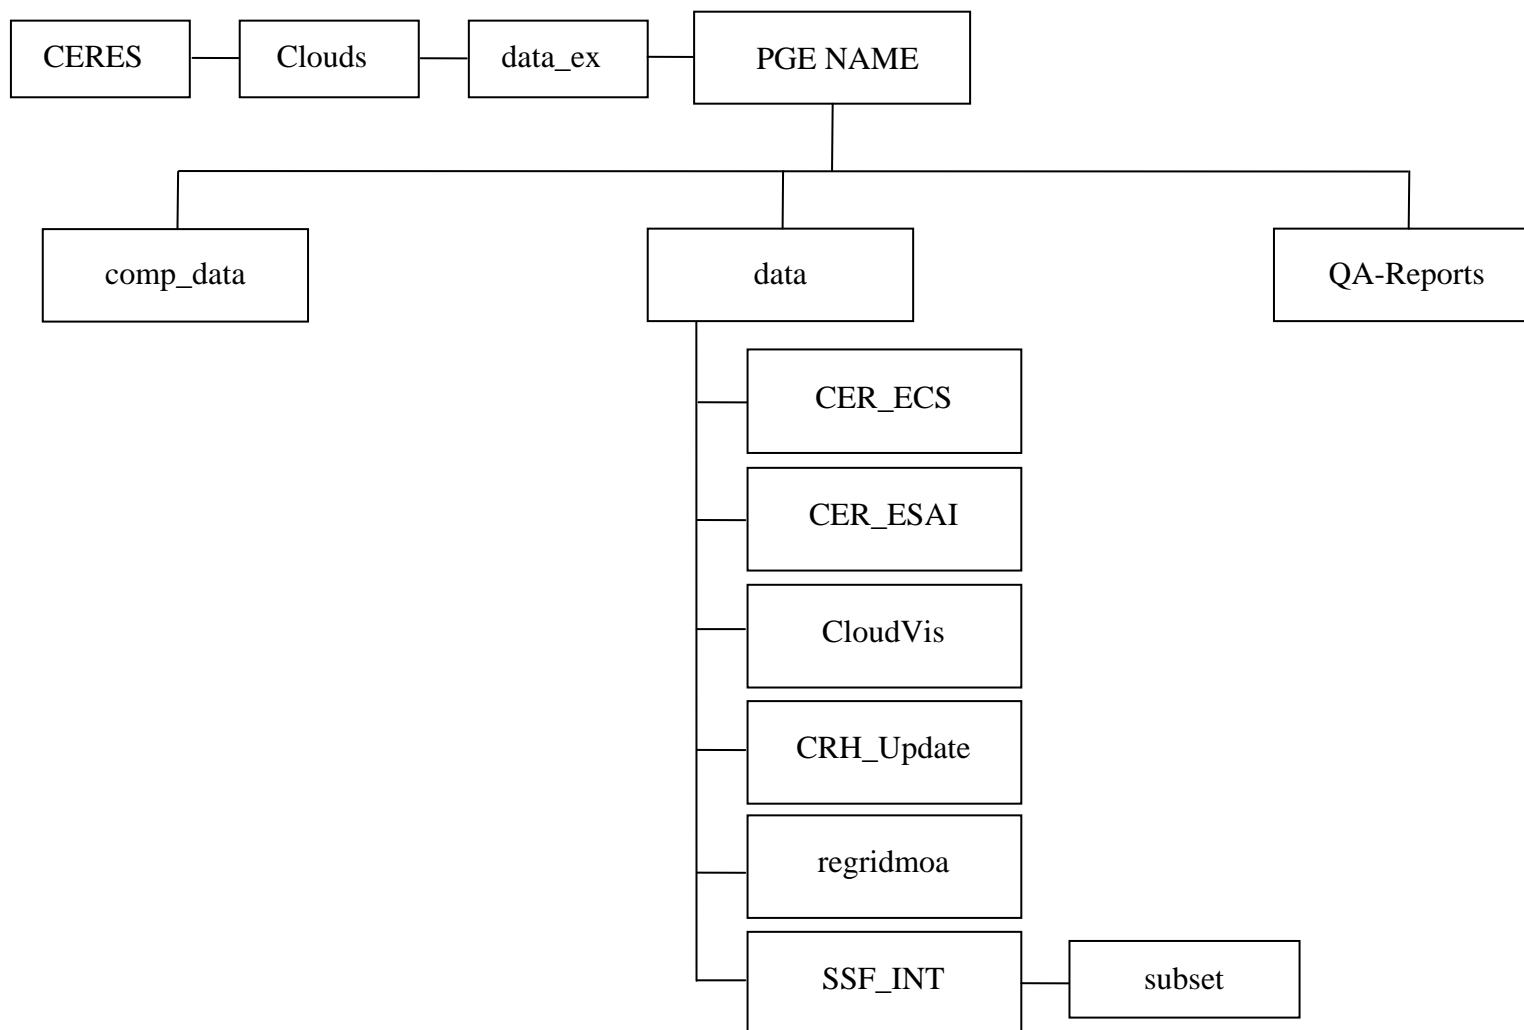 CERES
Clouds
data_ex
PGE NAME
comp_data
data
QA-Reports
CER_ECS
CER_ESAI
CloudVis
CRH_Update
regridmoa
SSF_INT
subset